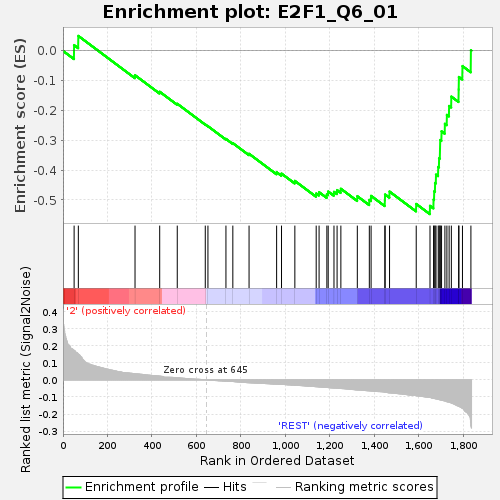 Enrichment plot: E2F1_Q6_01
Enrichment score (ES)
0.0
-0.1
-0.2
-0.3
-0.4
-0.5
'2' (positively correlated)
Zero cross at 645
'REST' (negatively correlated)
Ranked list metric (Signal2Noise)
0.4
0.3
0.2
0.1
0.0
-0.1
-0.2
-0.3
0 200 400 600 800 1,000 1,200 1,400 1,600 1,800
Rank in Ordered Dataset
Enrichment profile Hits Ranking metric scores